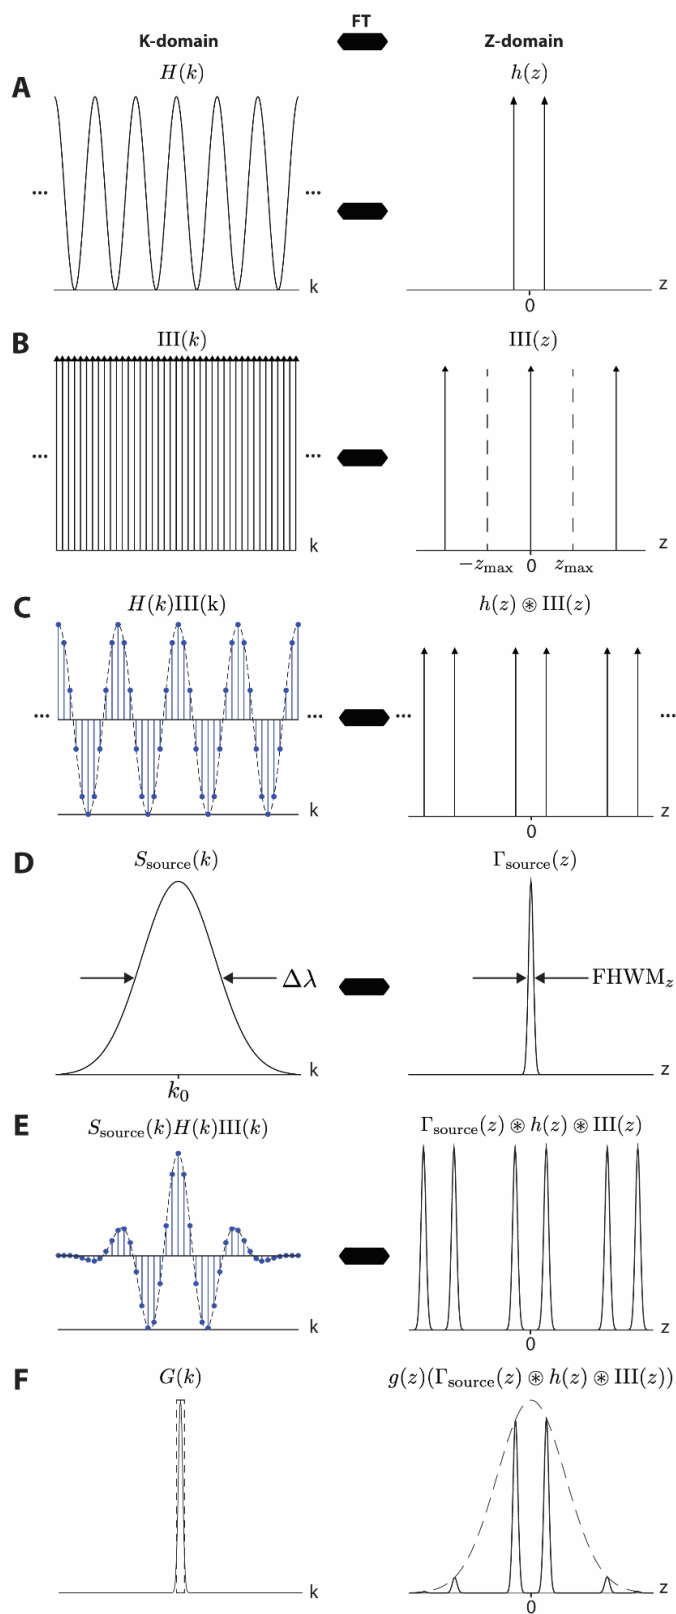 FT
K-domain Z-domain
A
H(k) h(z)
... ...
k z
0
B
III(k) III(z)
... ...
k z
−z_max 0 z_max
C
H(k)III(k) h(z) ⊛ III(z)
... ... ... ...
k z
0
D
S_source(k) Γ_source(z)
Δλ FHWM_z
k z
k_0
E
S_source(k)H(k)III(k) Γ_source(z) ⊛ h(z) ⊛ III(z)
k z
0
F
G(k) g(z)(Γ_source(z) ⊛ h(z) ⊛ III(z))
k z
0